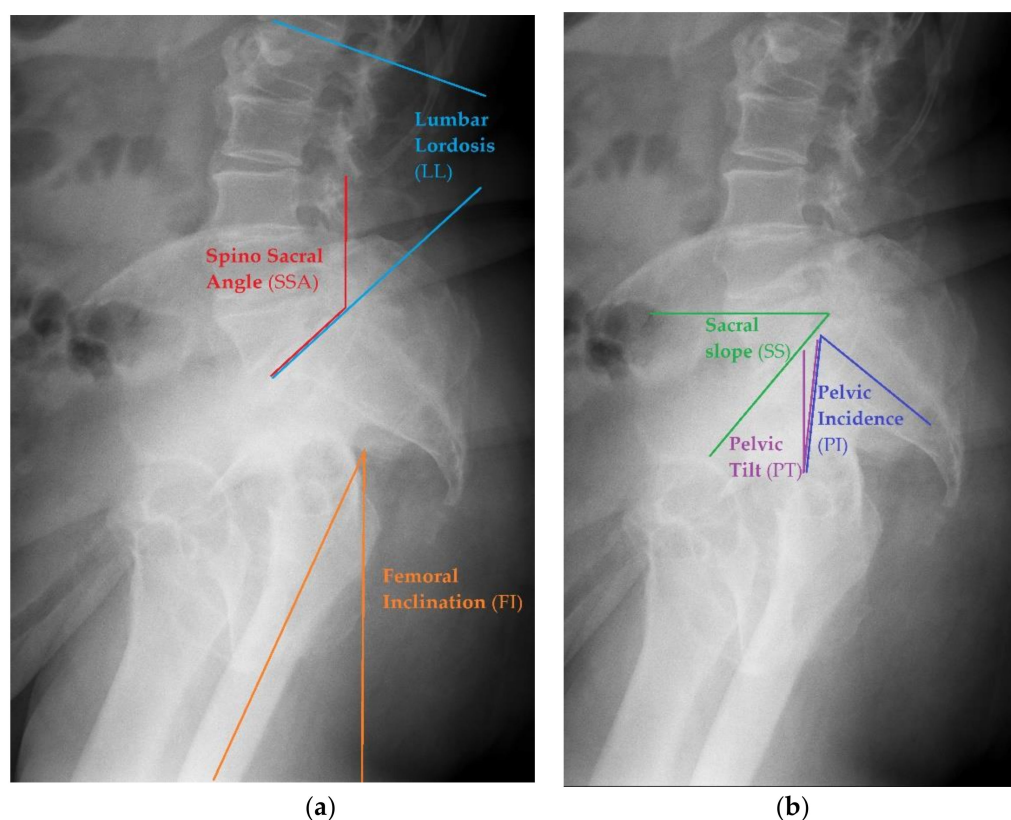 Lumbar
Lordosis
(LL)
Spino Sacral
Angle (SSA)
Femoral
Inclination (FI)
(a)
Sacral
slope (SS)
Pelvic
Incidence
(PI)
Pelvic
Tilt (PT)
(b)